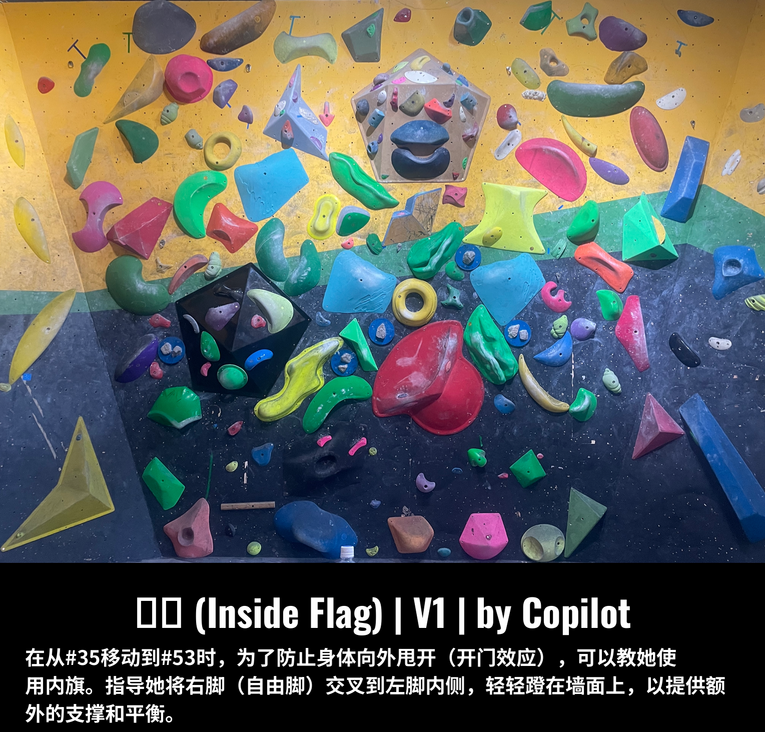 (Inside Flag) | V1 | by Copilot
在从#35移动到#53时，为了防止身体向外甩开（开门效应），可以教她使
用内旗。指导她将右脚（自由脚）交叉到左脚内侧，轻轻蹬在墙面上，以提供额
外的支撑和平衡。